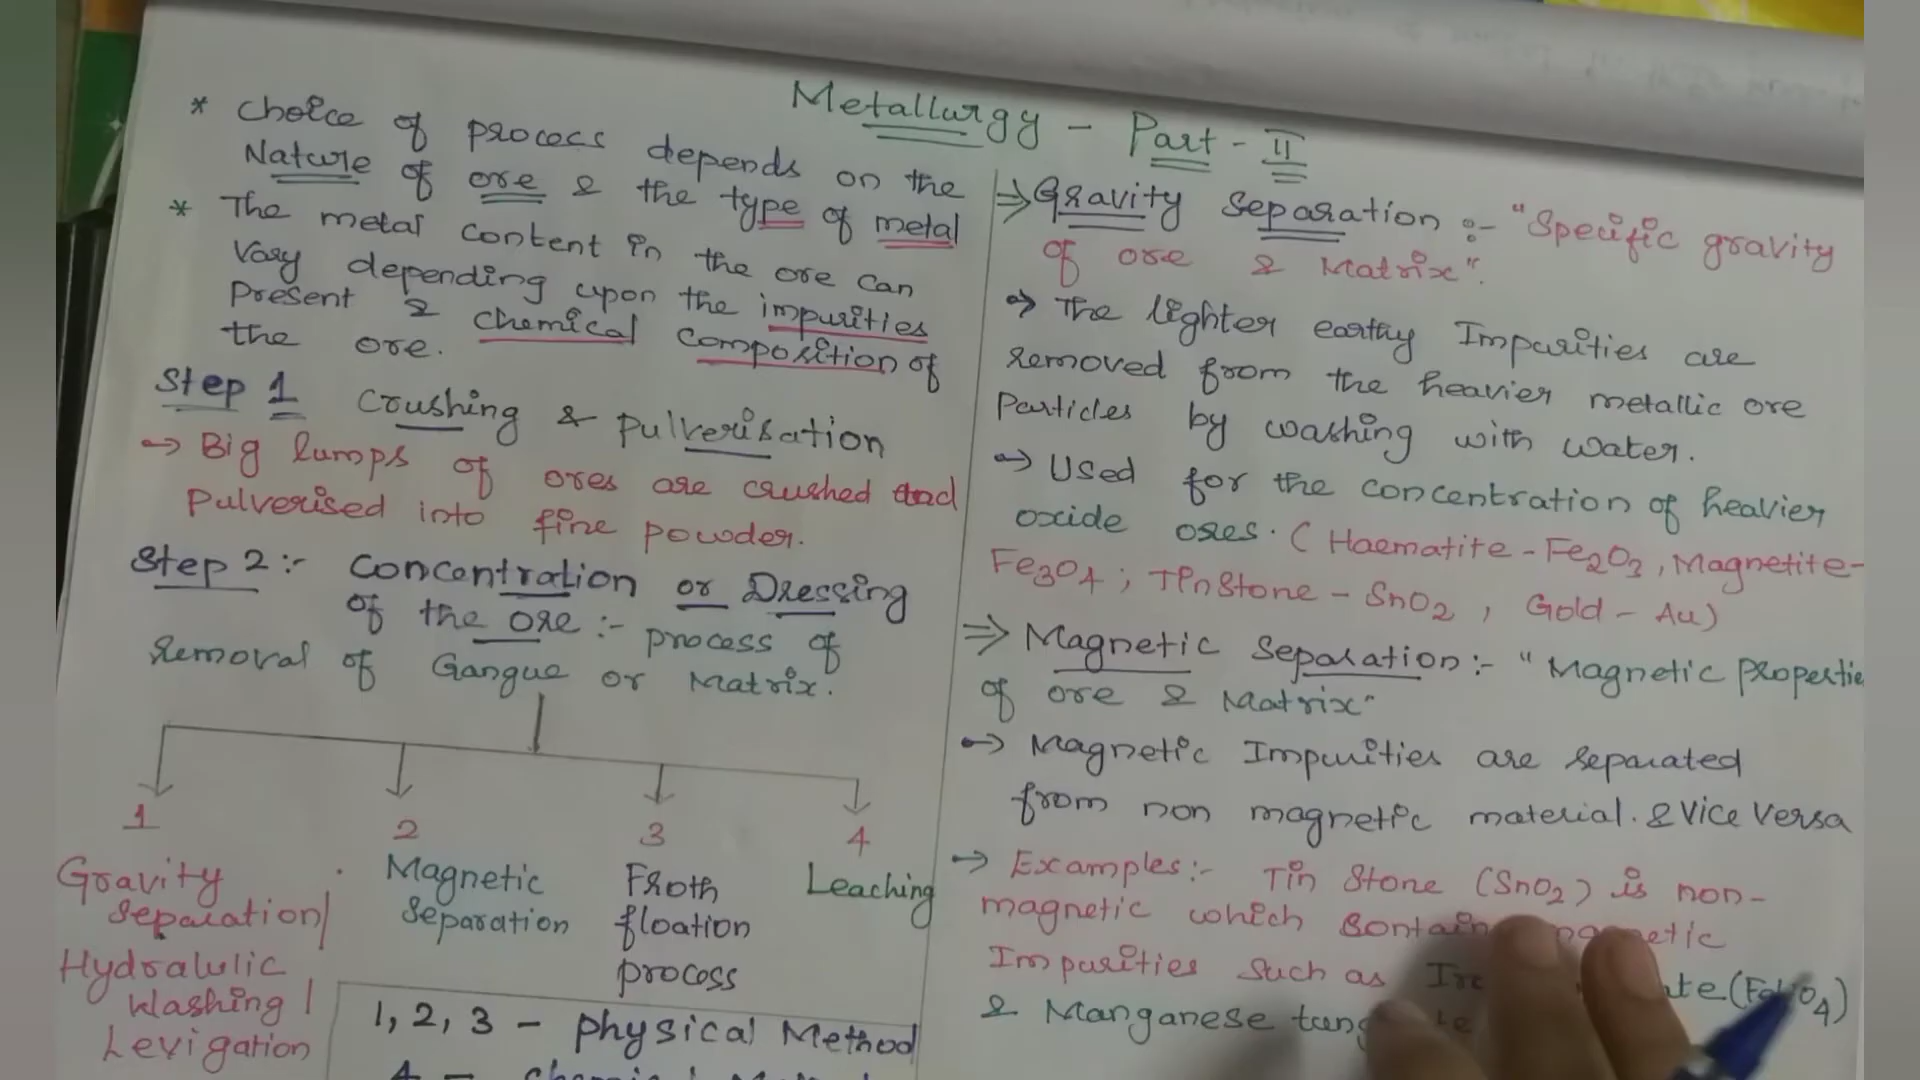 Metallurgy - Part - II
* Choice of process depends on the
Nature of ore & the type of metal
* The metal content in the ore can
vary depending upon the impurities
present & chemical composition of
the ore.
Step 1 Crushing & pulverisation
→ Big lumps of ores are crushed and
pulverised into fine powder.
Step 2 :- Concentration or Dressing
of the ore :- process of
removal of Gangue or Matrix.
1
Gravity
Separation/
Hydralulic
Washing /
Levigation
2
Magnetic
Separation
3
Froth
floation
process
4
Leaching
1, 2, 3 - physical Method
4 -
⇒ Gravity Separation :- "Specific gravity
of ore & Matrix".
→ The lighter earthy Impurities are
removed from the heavier metallic ore
Particles by washing with water.
→ Used for the concentration of heavier
oxide ores. (Haematite - Fe2O3, Magnetite -
Fe3O4 ; TinStone - SnO2 , Gold - Au)
⇒ Magnetic Separation :- "Magnetic propertie
of ore & Matrix"
→ Magnetic Impurities are separated
from non magnetic material. & Vice Versa
→ Examples :- Tin Stone (SnO2) is non-
magnetic which
Impurities such as
& Manganese